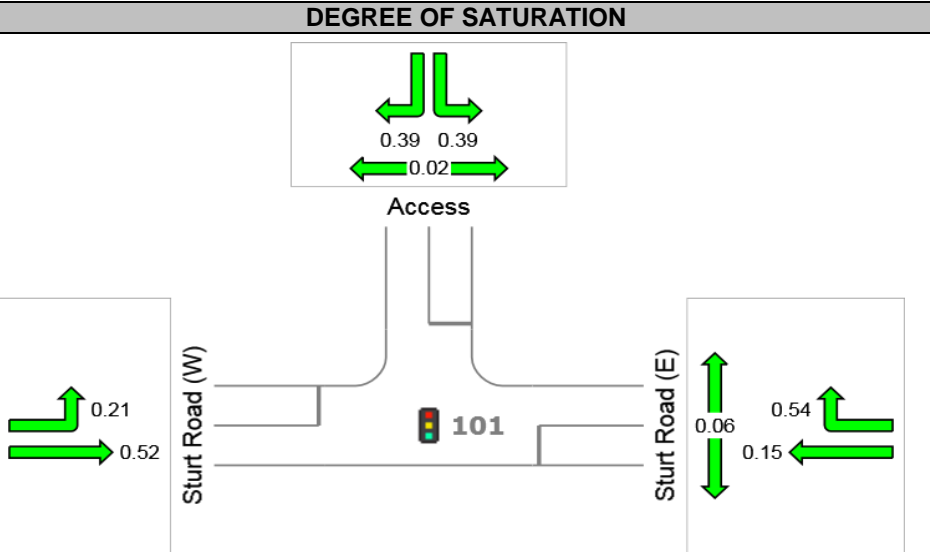 DEGREE OF SATURATION
0.39 0.39
0.02
Access
Sturt Road (W)
0.21
0.52
101
Sturt Road (E)
0.06
0.54
0.15